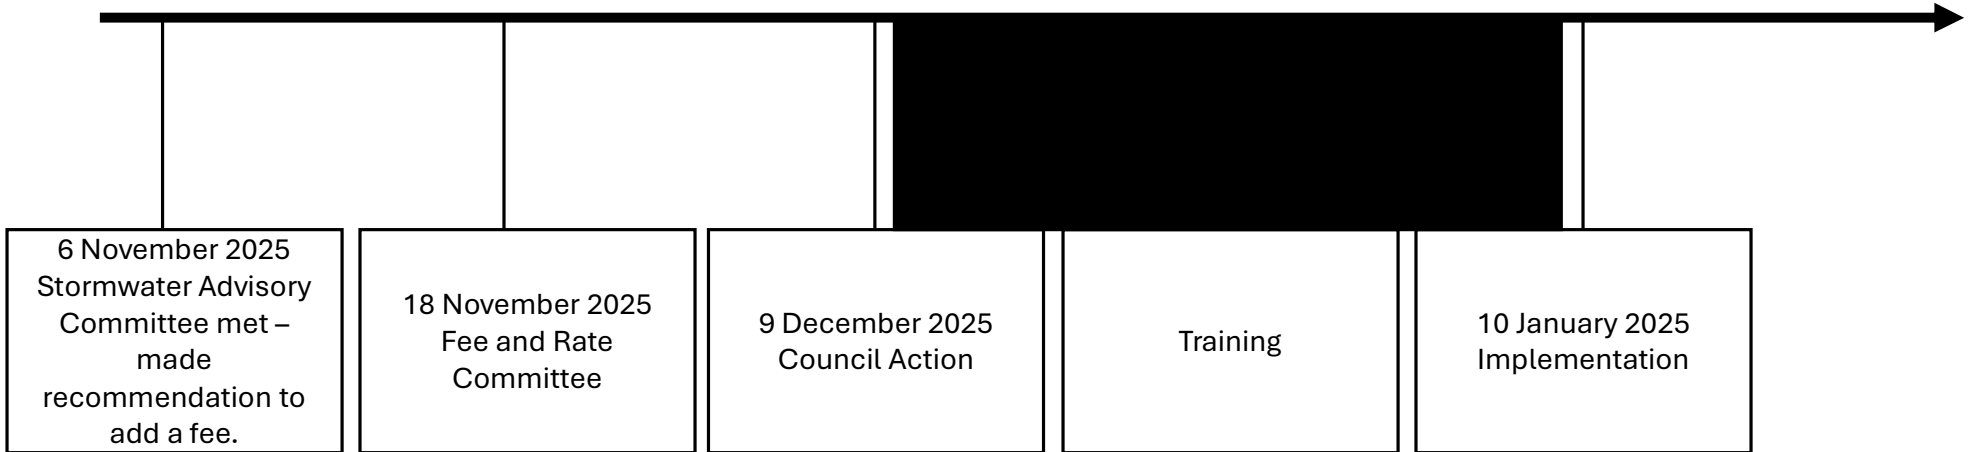 6 November 2025
Stormwater Advisory
Committee met –
made
recommendation to
add a fee.
18 November 2025
Fee and Rate
Committee
9 December 2025
Council Action
Training
10 January 2025
Implementation